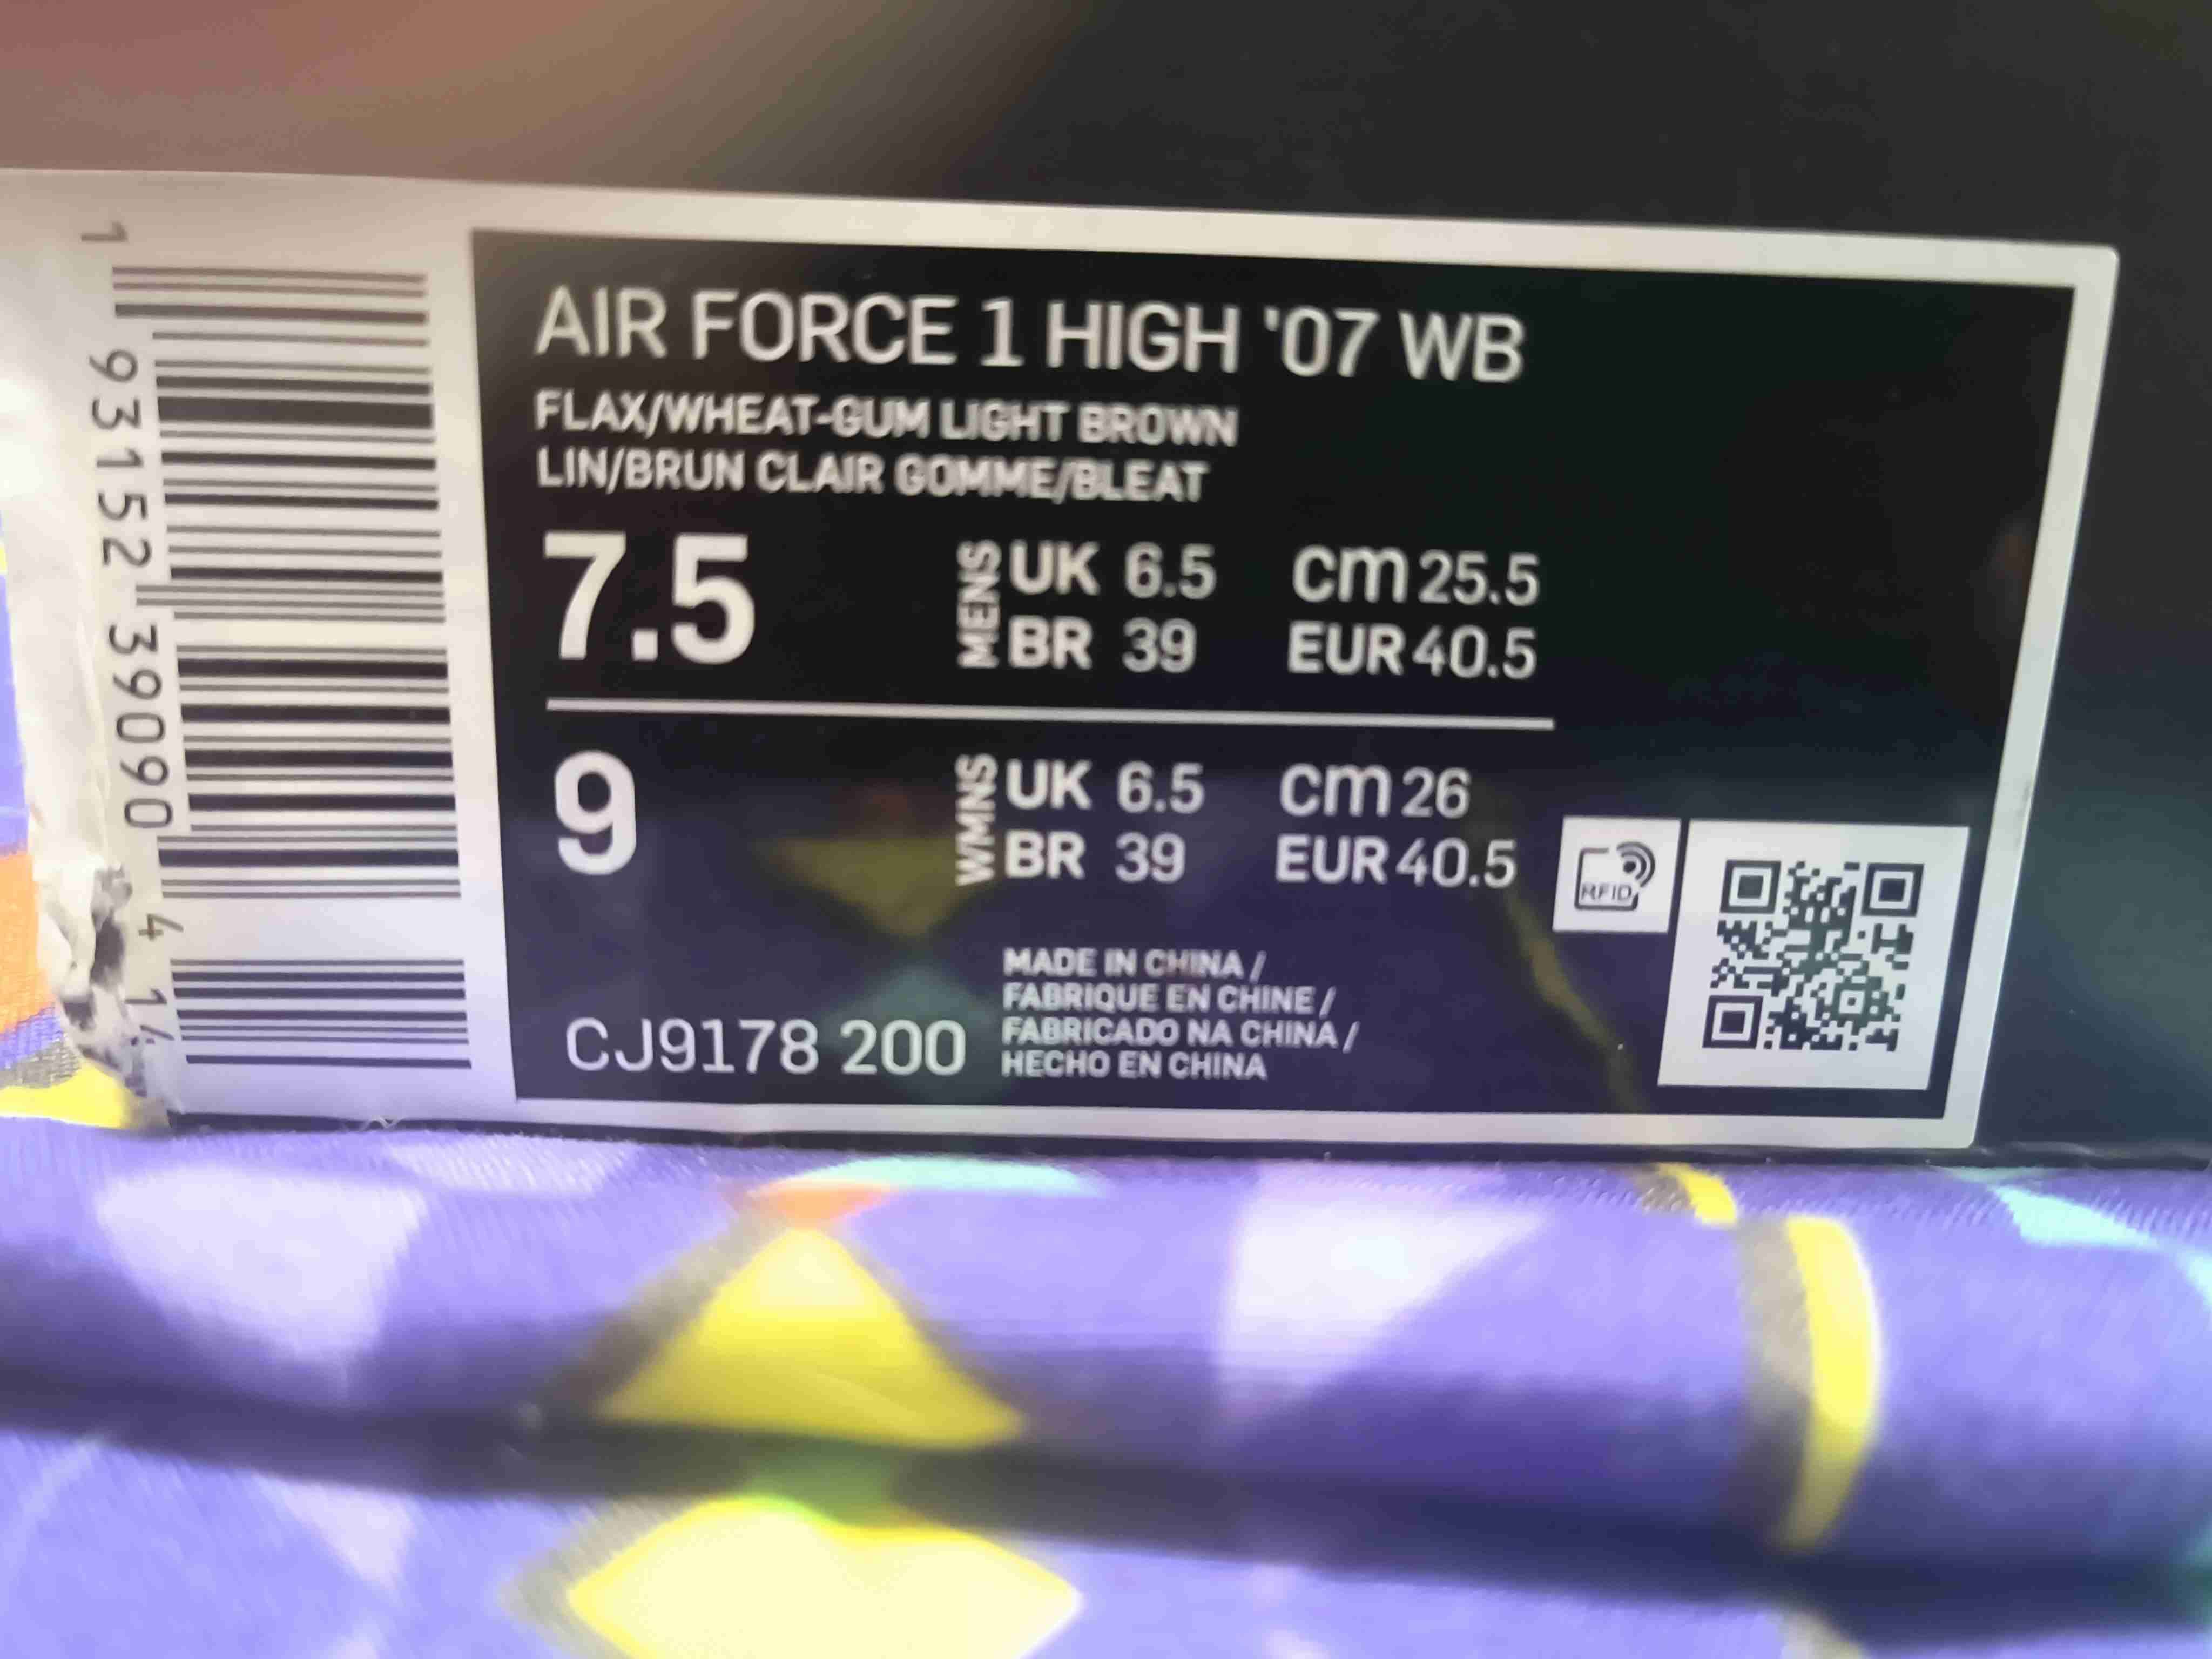 1 93152 39090 4 14
AIR FORCE 1 HIGH '07 WB
FLAX/WHEAT-GUM LIGHT BROWN
LIN/BRUN CLAIR GOMME/BLEAT
7.5 MENS UK 6.5 cm 25.5
BR 39 EUR 40.5
9 WMNS UK 6.5 cm 26
BR 39 EUR 40.5
RFID
CJ9178 200
MADE IN CHINA /
FABRIQUE EN CHINE /
FABRICADO NA CHINA /
HECHO EN CHINA